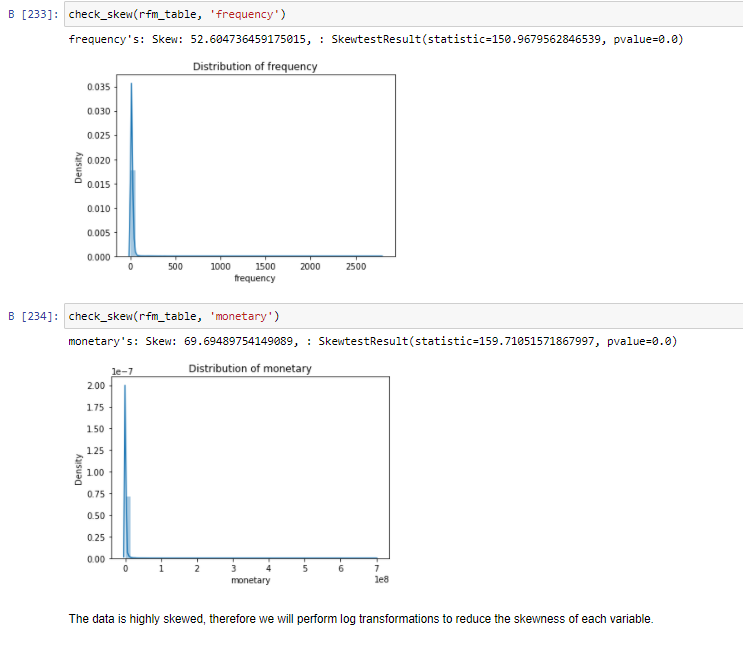 В [233]: check_skew(rfm_table, 'frequency')
frequency's: Skew: 52.604736459175015, : SkewtestResult(statistic=150.9679562846539, pvalue=0.0)
Distribution of frequency
0.035
0.030
0.025
0.020
0.015
0.010
0.005
0.000
Density
0 500 1000 1500 2000 2500
frequency
В [234]: check_skew(rfm_table, 'monetary')
monetary's: Skew: 69.69489754149089, : SkewtestResult(statistic=159.71051571867997, pvalue=0.0)
1e−7
Distribution of monetary
2.00
1.75
1.50
1.25
1.00
0.75
0.50
0.25
0.00
Density
0 1 2 3 4 5 6 7
monetary
1e8
The data is highly skewed, therefore we will perform log transformations to reduce the skewness of each variable.